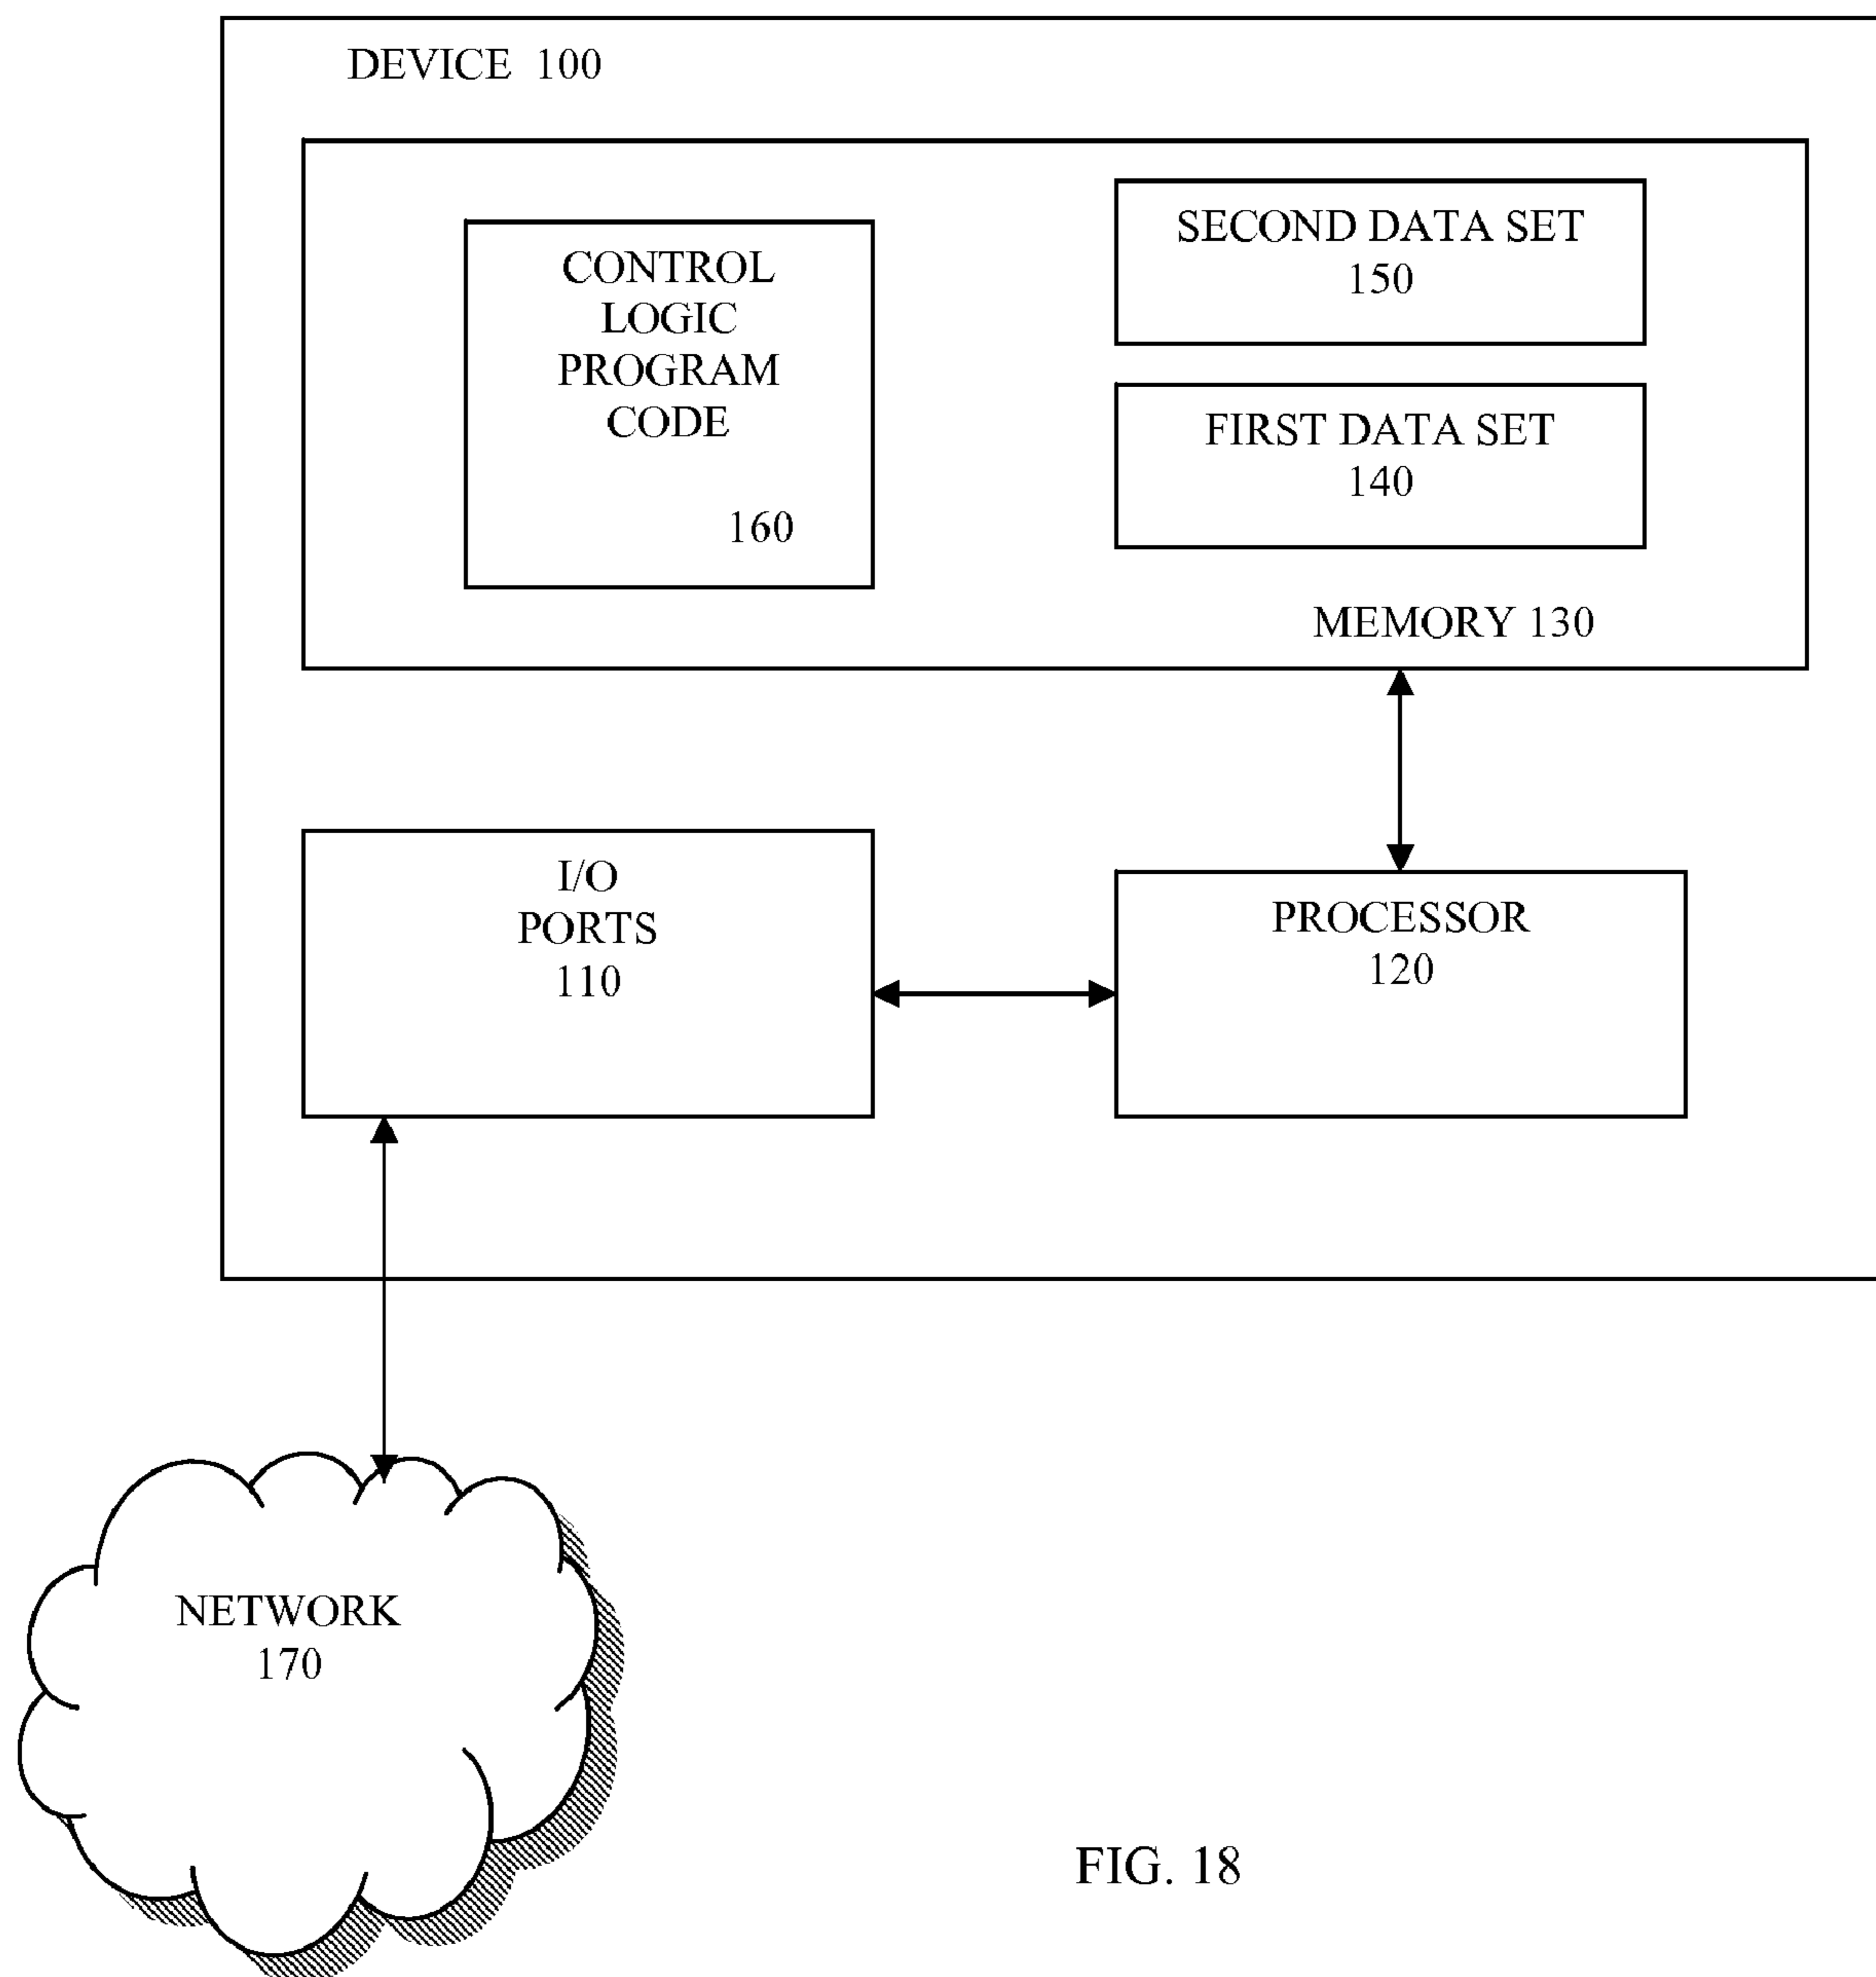 DEVICE 100
CONTROL
LOGIC
PROGRAM
CODE
160
SECOND DATA SET
150
FIRST DATA SET
140
MEMORY 130
I/O
PORTS
110
PROCESSOR
120
NETWORK
170
FIG. 18